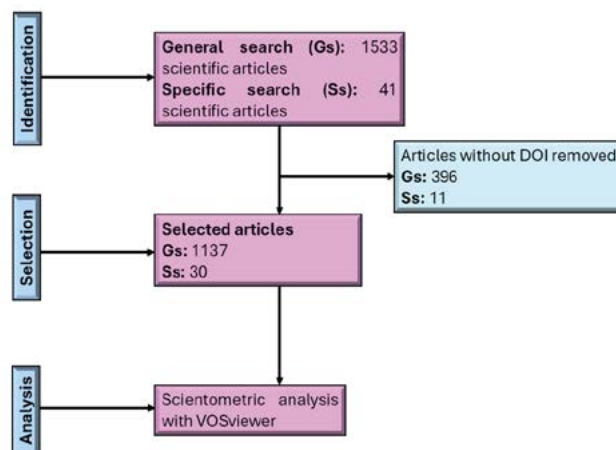 Identification
General search (Gs): 1533
scientific articles
Specific search (Ss): 41
scientific articles
Articles without DOI removed
Gs: 396
Ss: 11
Selection
Selected articles
Gs: 1137
Ss: 30
Analysis
Scientometric analysis
with VOSviewer